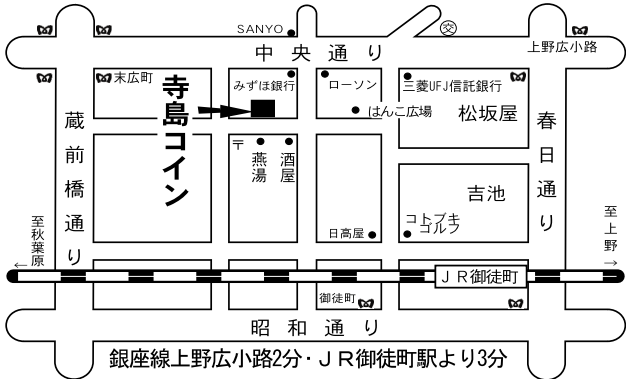 SANYO
交
中央通り
上野広小路
末広町
みずほ銀行
ローソン
三菱UFJ信託銀行
寺島コイン
はんこ広場
松坂屋
蔵前橋通り
春日通り
〒
燕湯
酒屋
吉池
コトブキ
ゴルフ
日高屋
至秋葉原
←
至上野
→
JR御徒町
御徒町
昭和通り
銀座線上野広小路2分・JR御徒町駅より3分